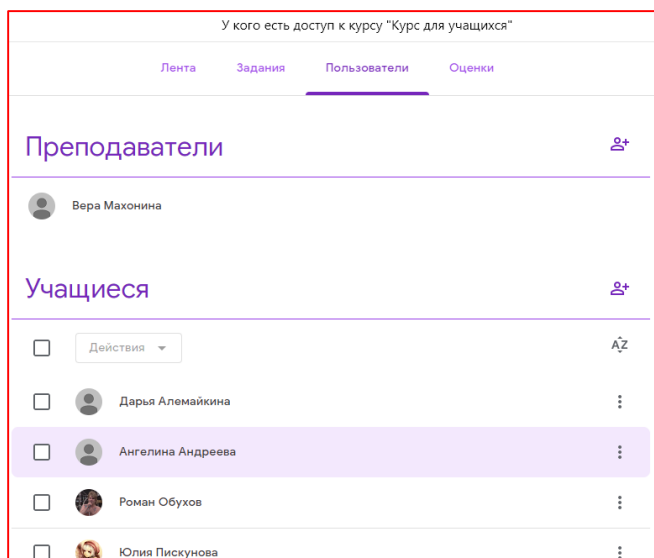 У кого есть доступ к курсу "Курс для учащихся"
Лента Задания Пользователи Оценки
Преподаватели
Вера Махонина
Учащиеся
Действия
AZ
Дарья Алемайкина
Ангелина Андреева
Роман Обухов
Юлия Пискунова